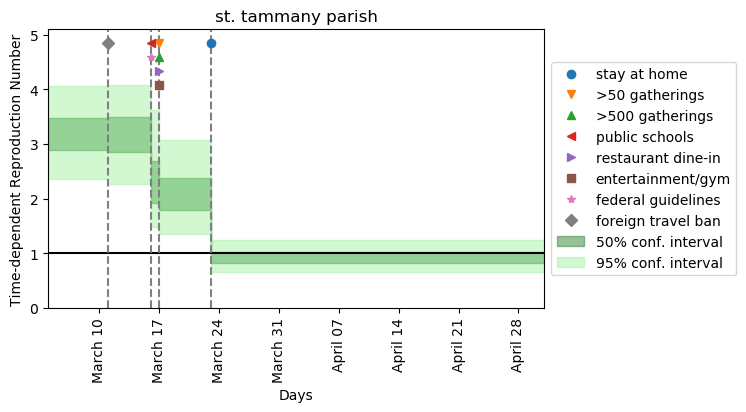 st. tammany parish
Time-dependent Reproduction Number
5
4
3
2
1
0
March 10
March 17
March 24
March 31
April 07
April 14
April 21
April 28
Days
stay at home
>50 gatherings
>500 gatherings
public schools
restaurant dine-in
entertainment/gym
federal guidelines
foreign travel ban
50% conf. interval
95% conf. interval